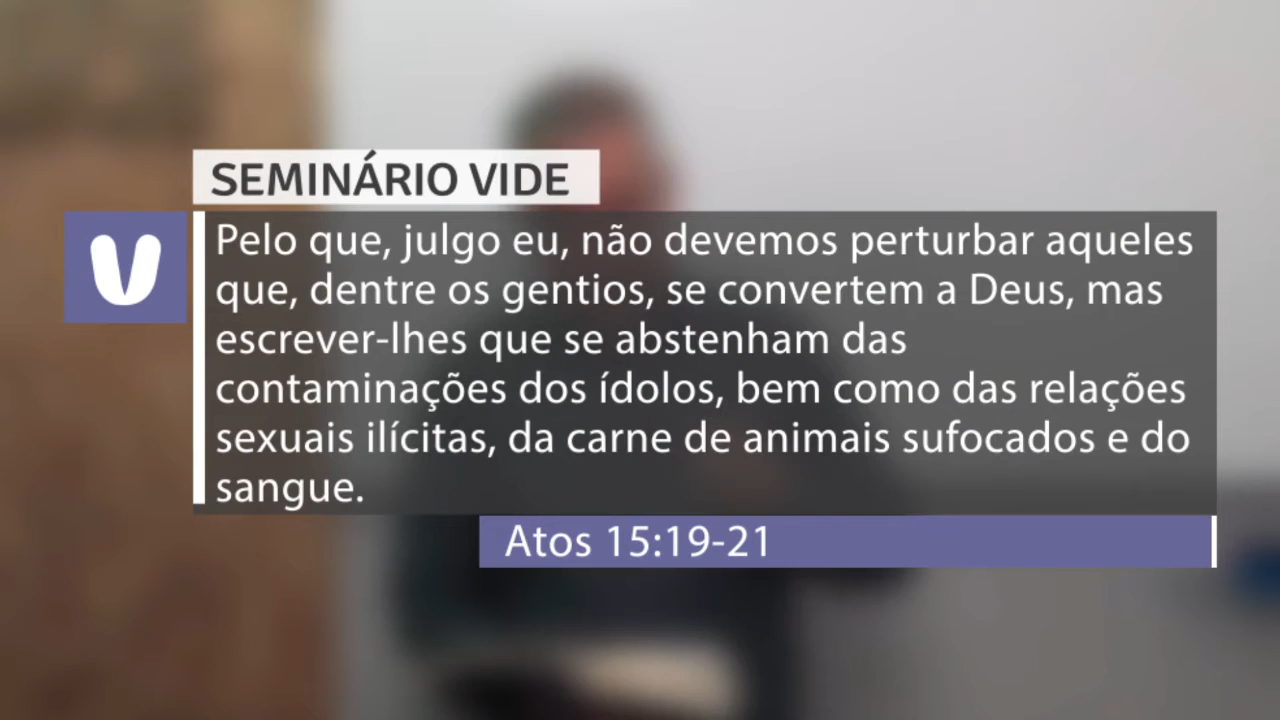 SEMINÁRIO VIDE
Pelo que, julgo eu, não devemos perturbar aqueles
que, dentre os gentios, se convertem a Deus, mas
escrever-lhes que se abstenham das
contaminações dos ídolos, bem como das relações
sexuais ilícitas, da carne de animais sufocados e do
sangue.
Atos 15:19-21